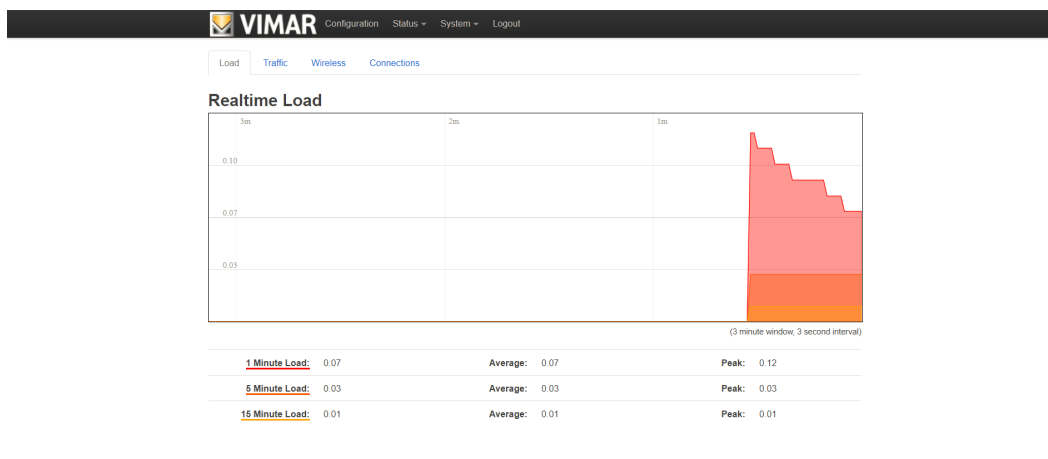 VIMAR Configuration Status System Logout
Load Traffic Wireless Connections
Realtime Load
3m 2m 1m
0.10
0.07
0.03
(3 minute window, 3 second interval)
1 Minute Load: 0.07 Average: 0.07 Peak: 0.12
5 Minute Load: 0.03 Average: 0.03 Peak: 0.03
15 Minute Load: 0.01 Average: 0.01 Peak: 0.01